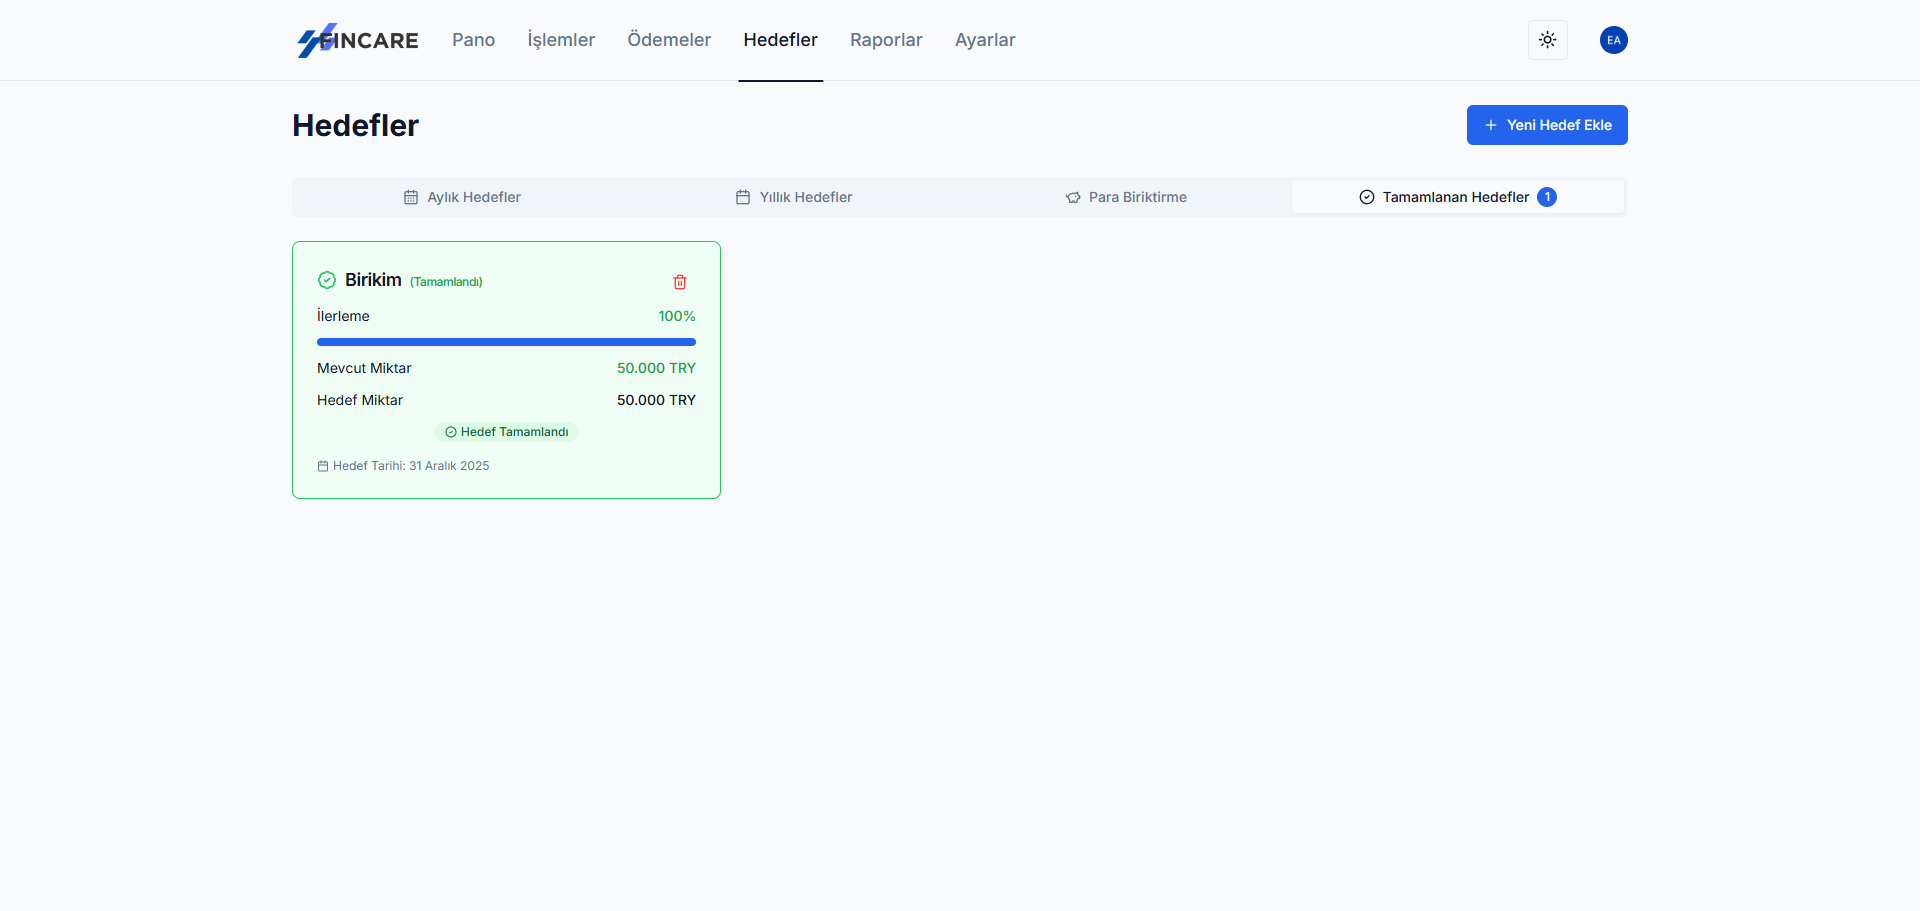 FINCARE Pano İşlemler Ödemeler Hedefler Raporlar Ayarlar EA
Hedefler
Yeni Hedef Ekle
Aylık Hedefler Yıllık Hedefler Para Biriktirme Tamamlanan Hedefler 1
Birikim (Tamamlandı)
İlerleme 100%
Mevcut Miktar 50.000 TRY
Hedef Miktar 50.000 TRY
Hedef Tamamlandı
Hedef Tarihi: 31 Aralık 2025